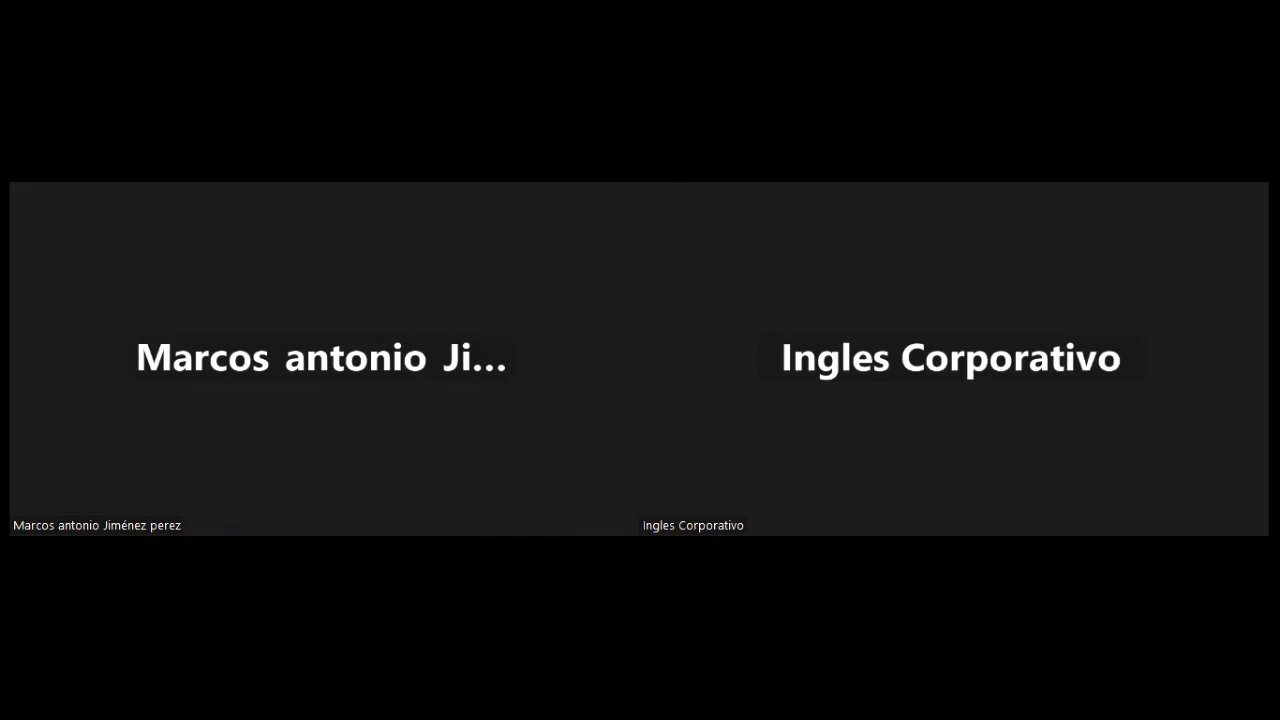 Marcos antonio Ji...
Ingles Corporativo
Marcos antonio Jiménez perez
Ingles Corporativo